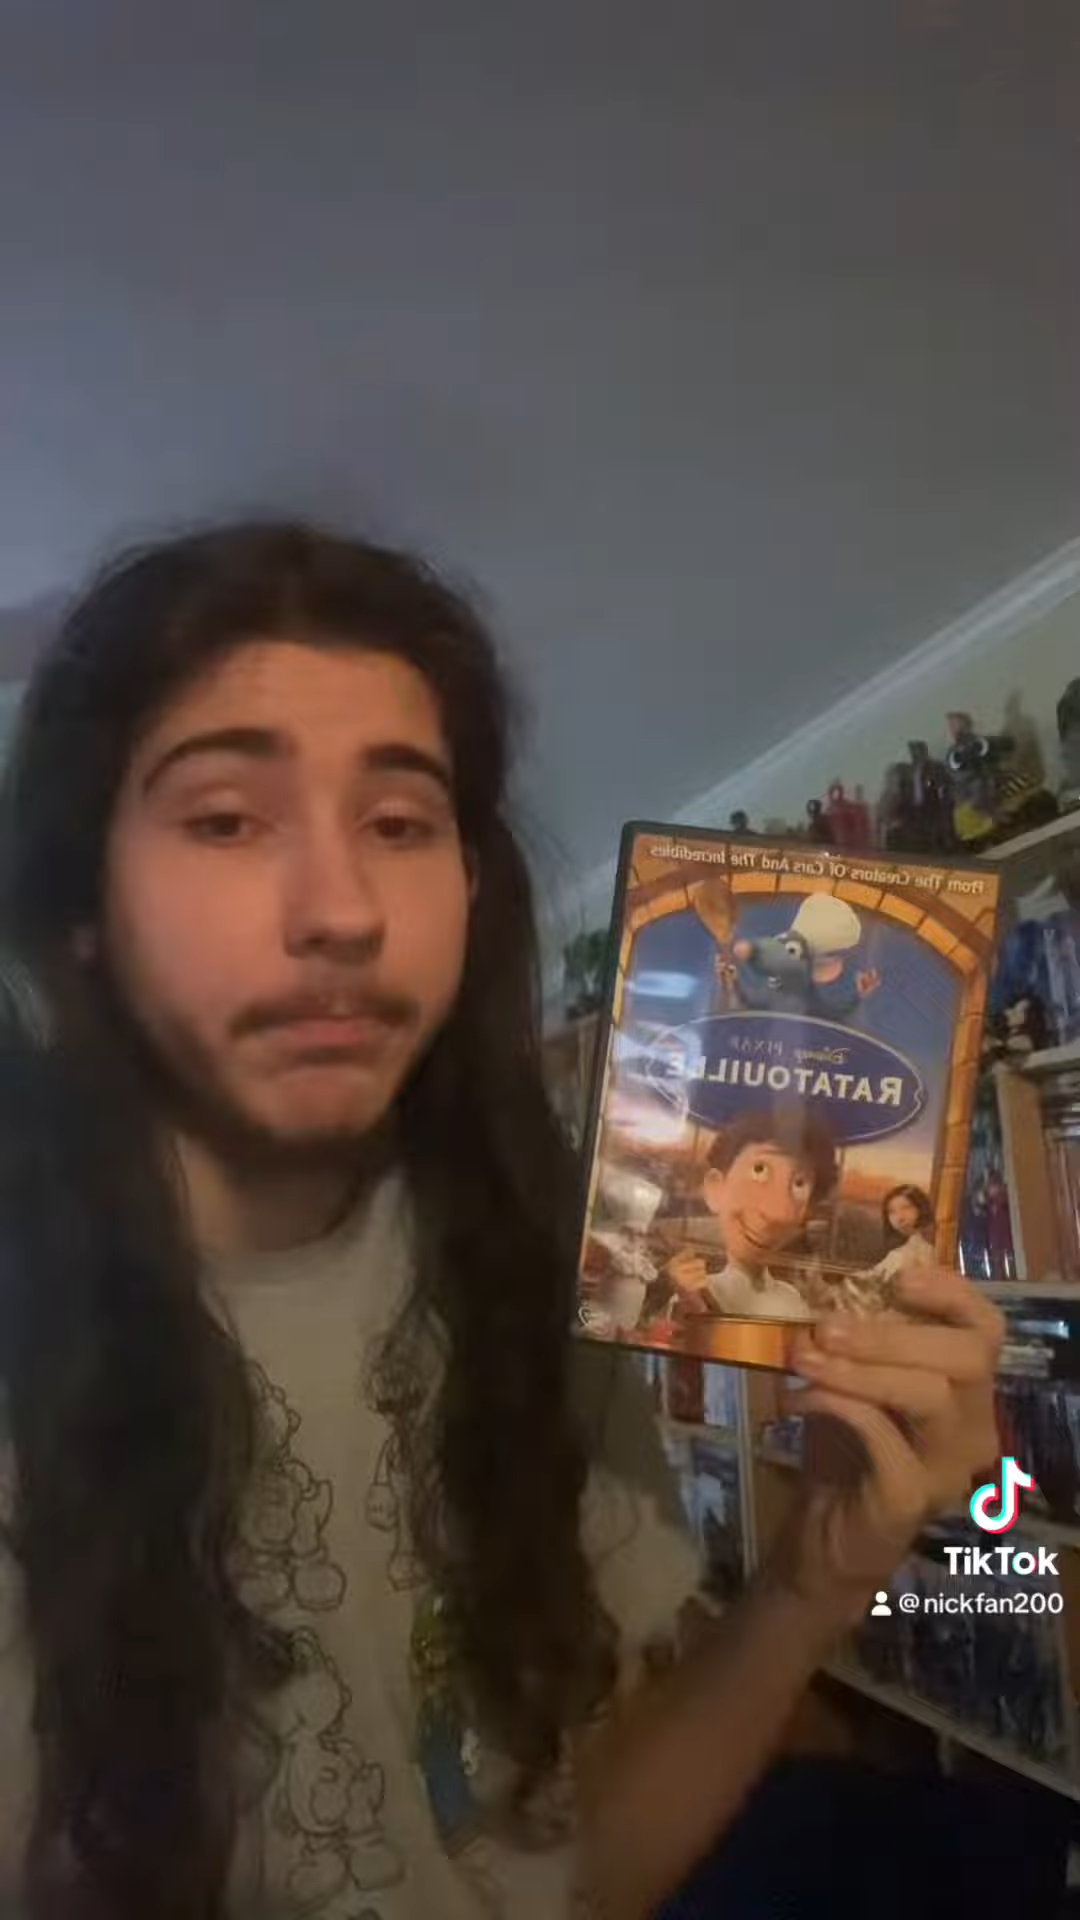 From The Creators Of Cars And The Incredibles
Disney PIXAR
RATATOUILLE
TikTok
@nickfan200